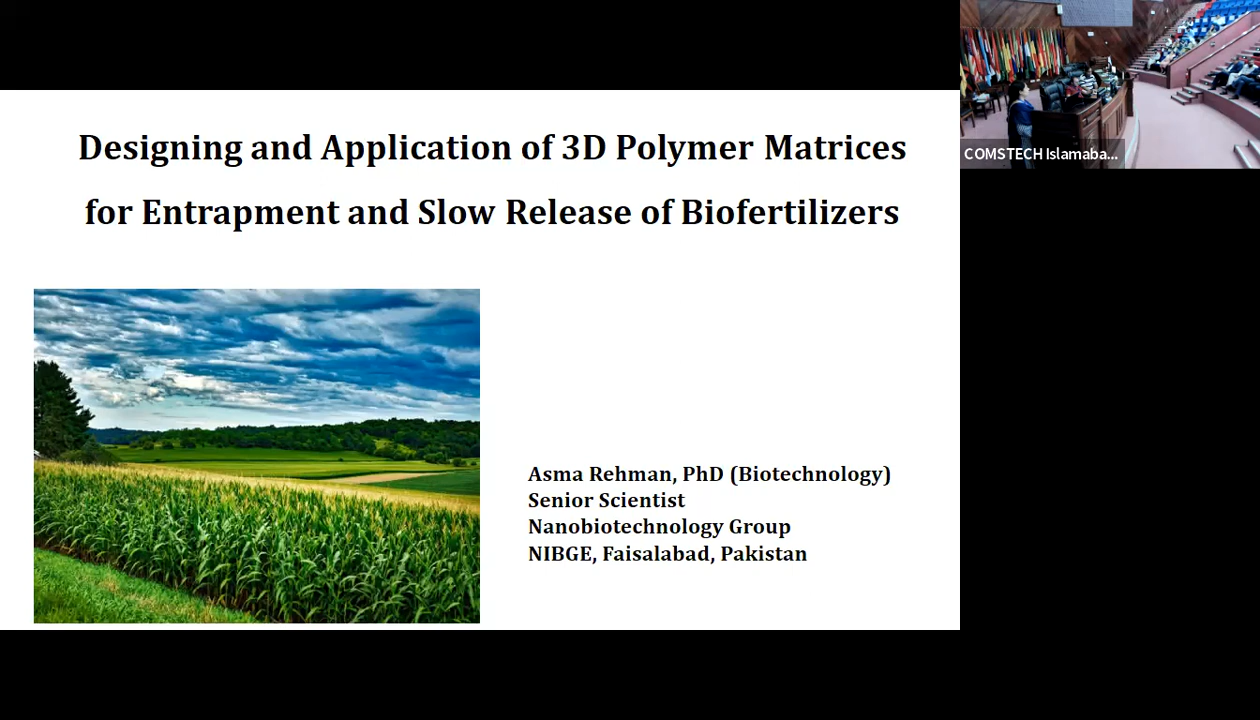 Designing and Application of 3D Polymer Matrices
for Entrapment and Slow Release of Biofertilizers
Asma Rehman, PhD (Biotechnology)
Senior Scientist
Nanobiotechnology Group
NIBGE, Faisalabad, Pakistan
COMSTECH Islamaba...